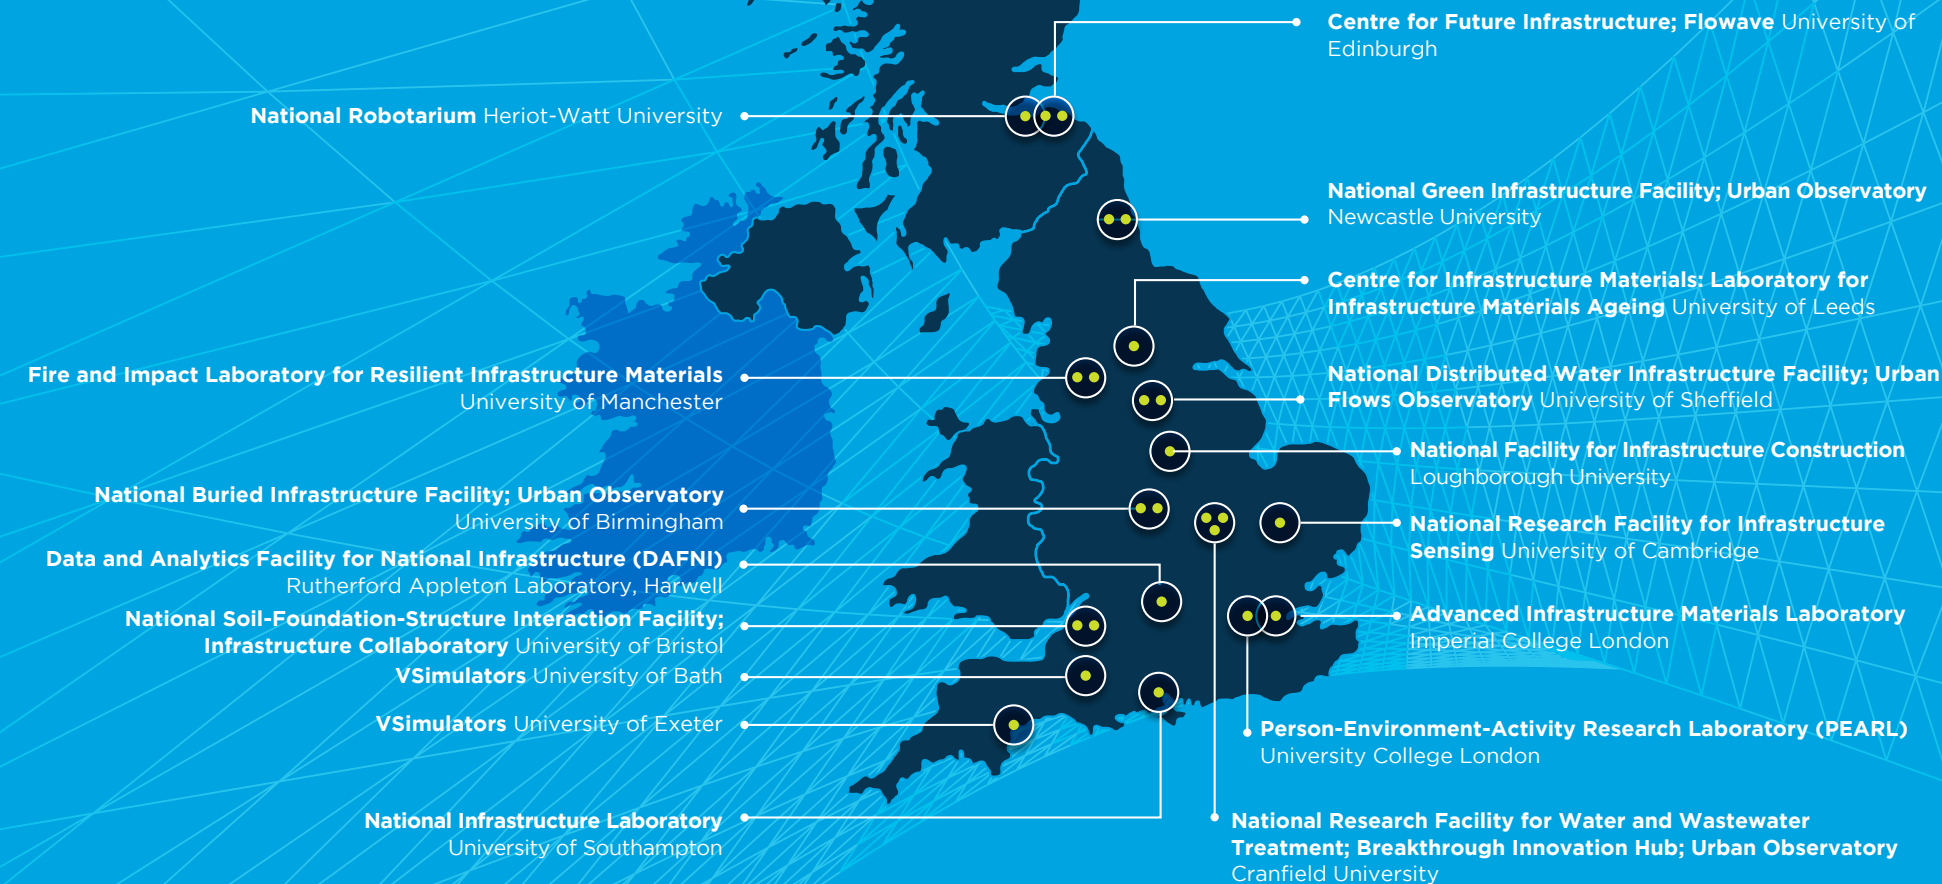 Centre for Future Infrastructure; Flowave University of
Edinburgh
National Robotarium Heriot-Watt University
National Green Infrastructure Facility; Urban Observatory
Newcastle University
Centre for Infrastructure Materials: Laboratory for
Infrastructure Materials Ageing University of Leeds
Fire and Impact Laboratory for Resilient Infrastructure Materials
University of Manchester
National Distributed Water Infrastructure Facility; Urban
Flows Observatory University of Sheffield
National Facility for Infrastructure Construction
Loughborough University
National Buried Infrastructure Facility; Urban Observatory
University of Birmingham
National Research Facility for Infrastructure
Sensing University of Cambridge
Data and Analytics Facility for National Infrastructure (DAFNI)
Rutherford Appleton Laboratory, Harwell
National Soil-Foundation-Structure Interaction Facility;
Infrastructure Collaboratory University of Bristol
Advanced Infrastructure Materials Laboratory
Imperial College London
VSimulators University of Bath
VSimulators University of Exeter
Person-Environment-Activity Research Laboratory (PEARL)
University College London
National Infrastructure Laboratory
University of Southampton
National Research Facility for Water and Wastewater
Treatment; Breakthrough Innovation Hub; Urban Observatory
Cranfield University